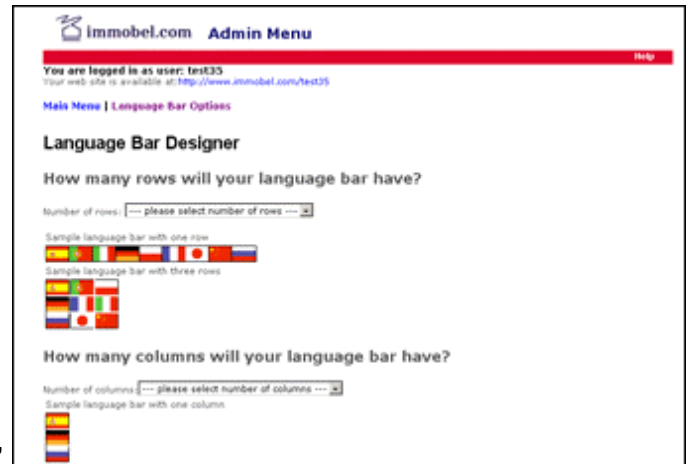 immobel.com Admin Menu
Help
You are logged in as user: test35
Your web site is available at: http://www.immobel.com/test35
Main Menu | Language Bar Options
Language Bar Designer
How many rows will your language bar have?
Number of rows: --- please select number of rows ---
Sample language bar with one row
Sample language bar with three rows
How many columns will your language bar have?
Number of columns: --- please select number of columns ---
Sample language bar with one column